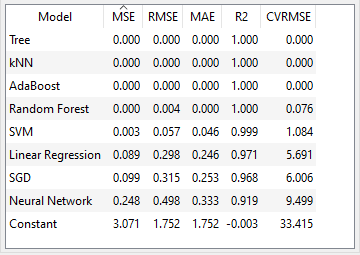 Model MSE RMSE MAE R2 CVRMSE
Tree 0.000 0.000 0.000 1.000 0.000
kNN 0.000 0.000 0.000 1.000 0.000
AdaBoost 0.000 0.000 0.000 1.000 0.000
Random Forest 0.000 0.004 0.000 1.000 0.076
SVM 0.003 0.057 0.046 0.999 1.084
Linear Regression 0.089 0.298 0.246 0.971 5.691
SGD 0.099 0.315 0.253 0.968 6.006
Neural Network 0.248 0.498 0.333 0.919 9.499
Constant 3.071 1.752 1.752 -0.003 33.415